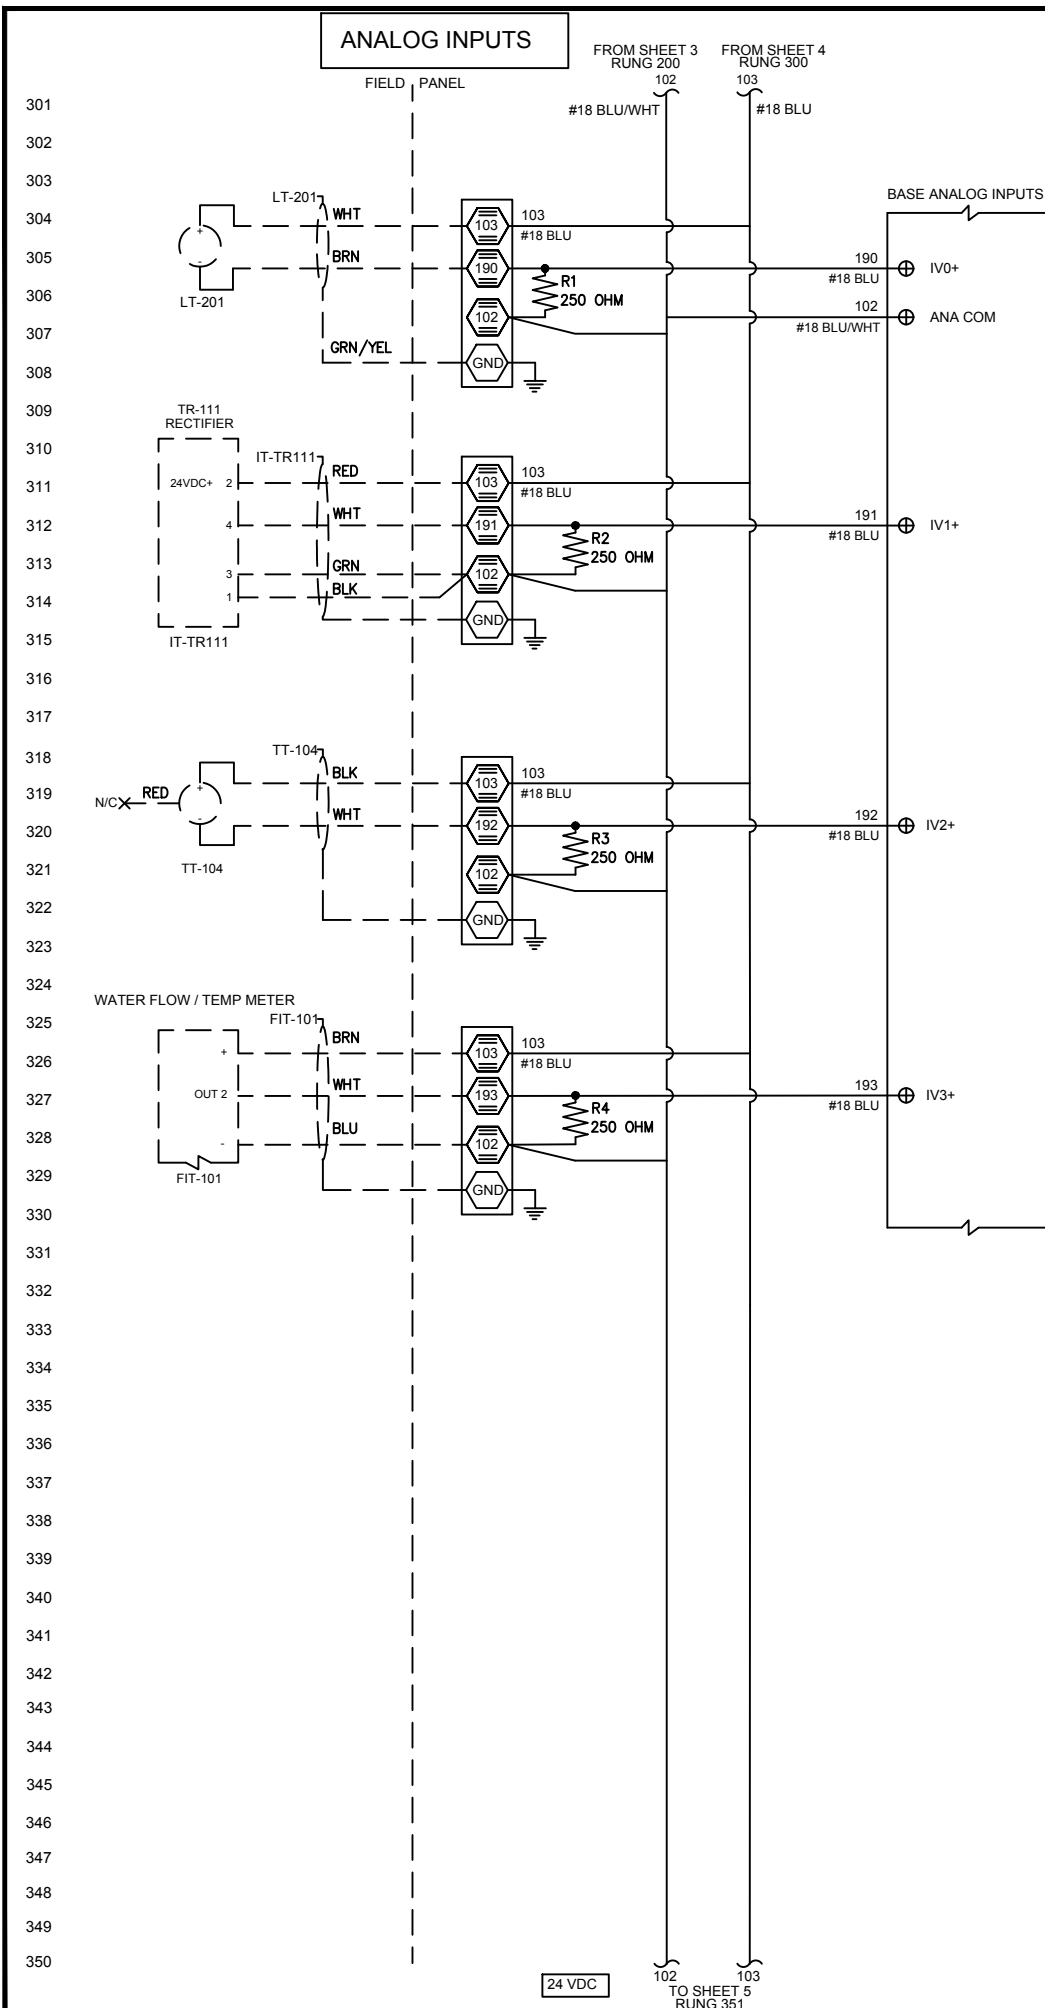 ANALOG INPUTS
FROM SHEET 3
RUNG 200
102
FROM SHEET 4
RUNG 300
103
FIELD
PANEL
#18 BLU/WHT
#18 BLU
301
302
303
LT-201
BASE ANALOG INPUTS
304
WHT
103
103
#18 BLU
+
-
305
BRN
190
190
#18 BLU
IV0+
LT-201
306
R1
250 OHM
102
102
#18 BLU/WHT
ANA COM
307
GRN/YEL
GND
308
309
TR-111
RECTIFIER
310
IT-TR111
RED
311
24VDC+
2
103
103
#18 BLU
WHT
312
4
191
191
#18 BLU
IV1+
R2
250 OHM
313
GRN
3
102
BLK
314
1
GND
315
IT-TR111
316
317
318
TT-104
BLK
103
103
#18 BLU
319
N/C
RED
+
-
WHT
320
192
192
#18 BLU
IV2+
R3
250 OHM
321
TT-104
102
322
GND
323
324
WATER FLOW / TEMP METER
325
FIT-101
BRN
326
+
103
103
#18 BLU
WHT
327
OUT 2
193
193
#18 BLU
IV3+
R4
250 OHM
328
BLU
-
102
329
FIT-101
GND
330
331
332
333
334
335
336
337
338
339
340
341
342
343
344
345
346
347
348
349
350
24 VDC
102
103
TO SHEET 5
RUNG 351